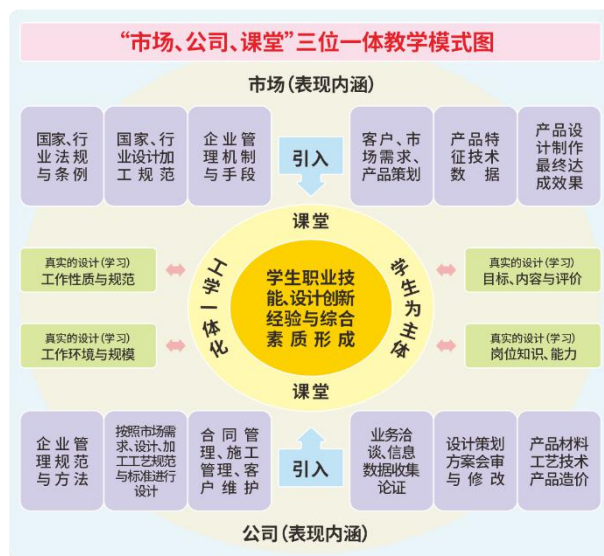 “市场、公司、课堂”三位一体教学模式图
市场(表现内涵)
国家、行
业法规
与条例
国家、行
业设计加
工规范
企业管
理机制
与手段
引入
客户、市
场需求、
产品策划
产品特
征技术
数据
产品设
计制作
最终达
成效果
课堂
工学一体化
学生职业技
能、设计创新
经验与综合
素质形成
学生为主体
课堂
真实的设计(学习)
工作性质与规范
真实的设计(学习)
目标、内容与评价
真实的设计(学习)
工作环境与规模
真实的设计(学习)
岗位知识、能力
企业管
理规范
与方法
按照市场需
求、设计、加
工工艺规范
与标准进行
设计
合同管
理、施工
管理、客
户维护
引入
业务洽
谈、信息
数据收集
论证
设计策划
方案会审
与修改
产品材料
工艺技术
产品造价
公司(表现内涵)